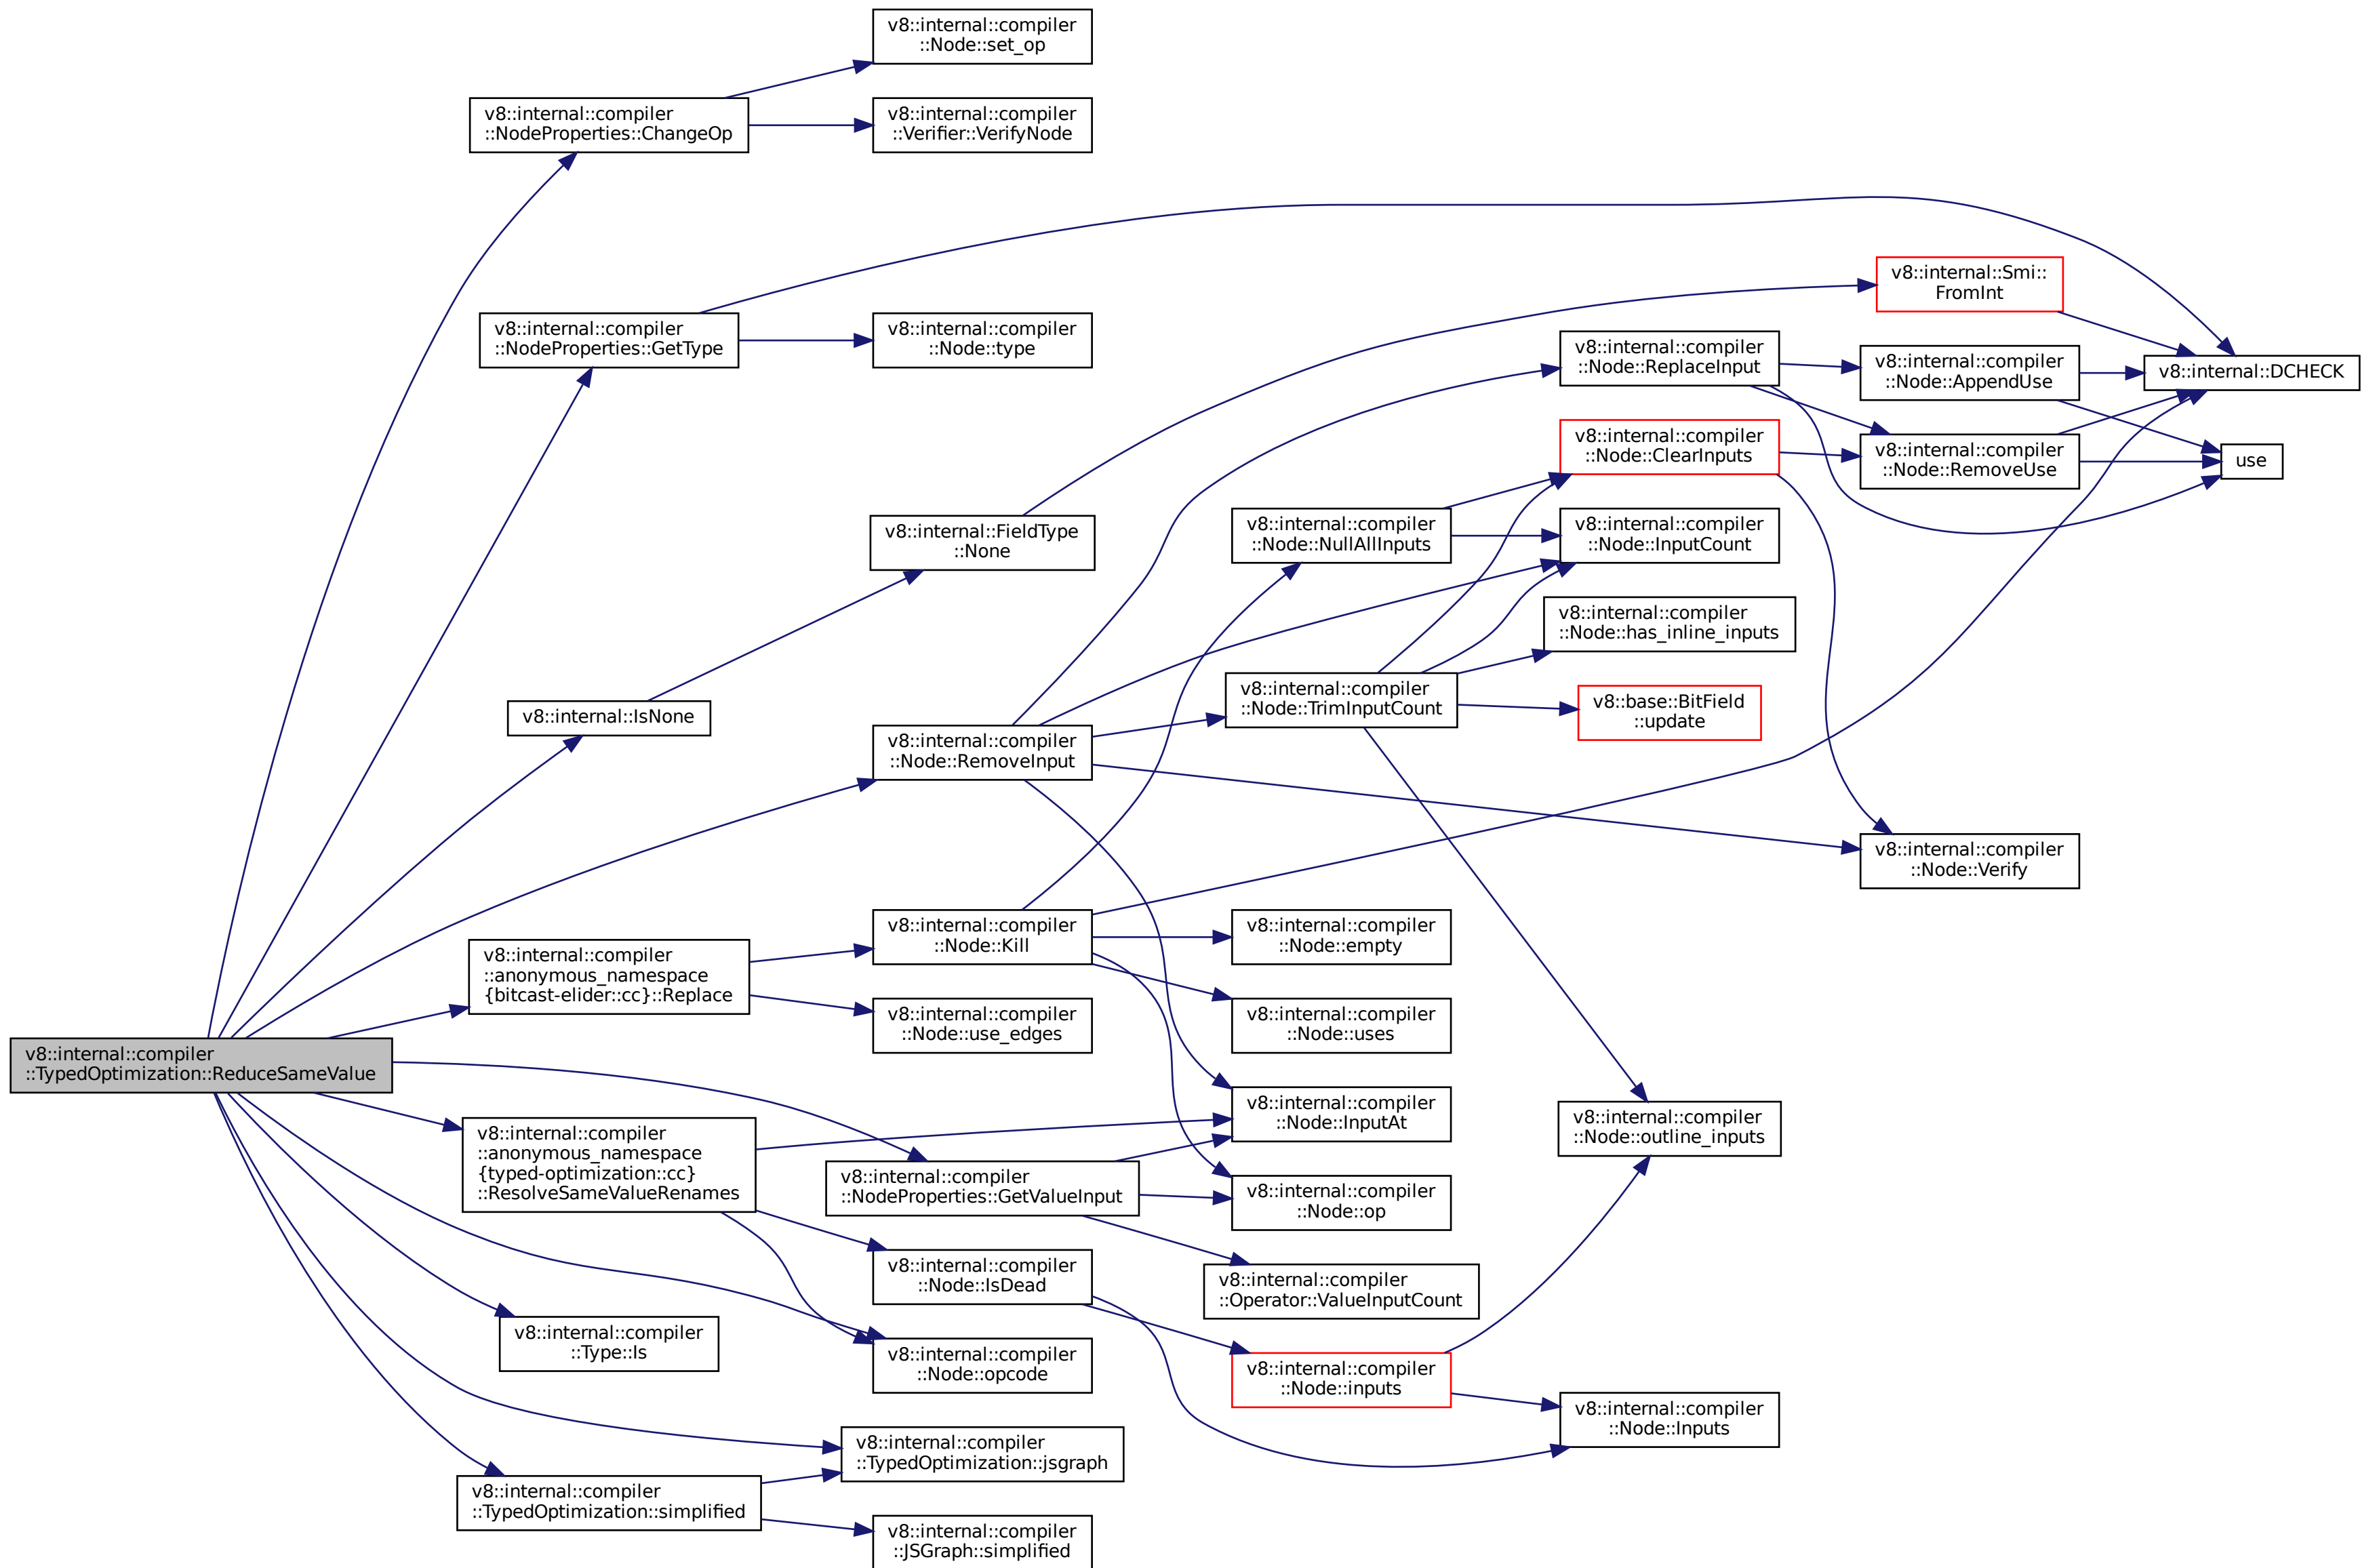 v8::internal::compiler
::Node::set_op
v8::internal::compiler
::NodeProperties::ChangeOp
v8::internal::compiler
::Verifier::VerifyNode
v8::internal::Smi::
FromInt
v8::internal::compiler
::NodeProperties::GetType
v8::internal::compiler
::Node::type
v8::internal::compiler
::Node::ReplaceInput
v8::internal::compiler
::Node::AppendUse
v8::internal::DCHECK
v8::internal::compiler
::Node::ClearInputs
v8::internal::compiler
::Node::RemoveUse
use
v8::internal::FieldType
::None
v8::internal::compiler
::Node::NullAllInputs
v8::internal::compiler
::Node::InputCount
v8::internal::compiler
::Node::has_inline_inputs
v8::internal::IsNone
v8::internal::compiler
::Node::TrimInputCount
v8::base::BitField
::update
v8::internal::compiler
::Node::RemoveInput
v8::internal::compiler
::Node::Verify
v8::internal::compiler
::anonymous_namespace
{bitcast-elider::cc}::Replace
v8::internal::compiler
::Node::Kill
v8::internal::compiler
::Node::empty
v8::internal::compiler
::Node::use_edges
v8::internal::compiler
::Node::uses
v8::internal::compiler
::TypedOptimization::ReduceSameValue
v8::internal::compiler
::anonymous_namespace
{typed-optimization::cc}
::ResolveSameValueRenames
v8::internal::compiler
::Node::InputAt
v8::internal::compiler
::Node::outline_inputs
v8::internal::compiler
::NodeProperties::GetValueInput
v8::internal::compiler
::Node::op
v8::internal::compiler
::Node::IsDead
v8::internal::compiler
::Operator::ValueInputCount
v8::internal::compiler
::Type::Is
v8::internal::compiler
::Node::opcode
v8::internal::compiler
::Node::inputs
v8::internal::compiler
::Node::Inputs
v8::internal::compiler
::TypedOptimization::jsgraph
v8::internal::compiler
::TypedOptimization::simplified
v8::internal::compiler
::JSGraph::simplified